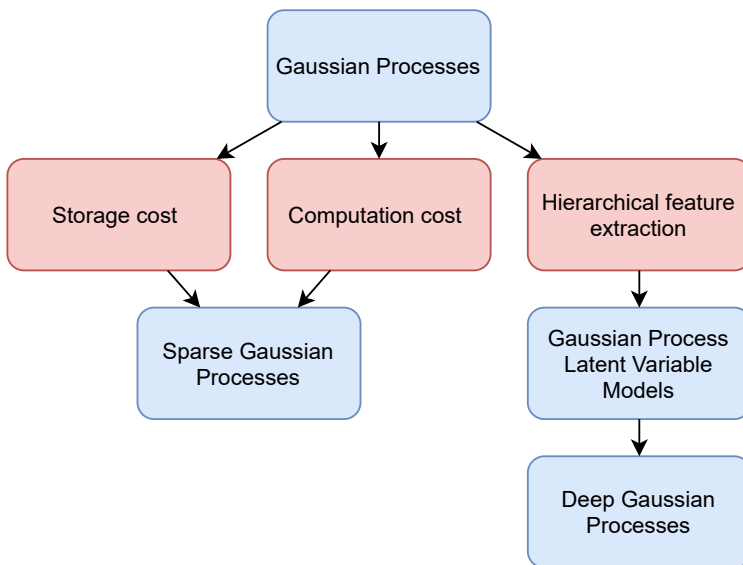 Gaussian Processes
Storage cost
Computation cost
Hierarchical feature
extraction
Sparse Gaussian
Processes
Gaussian Process
Latent Variable
Models
Deep Gaussian
Processes